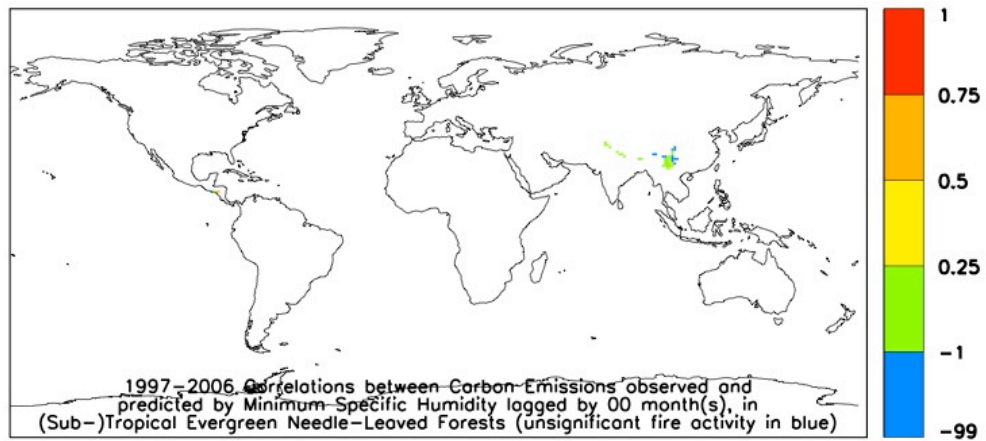 1
0.75
0.5
0.25
-1
-99
1997-2006 Correlations between Carbon Emissions observed and
predicted by Minimum Specific Humidity lagged by 00 month(s), in
(Sub-)Tropical Evergreen Needle-Leaved Forests (unsignificant fire activity in blue)